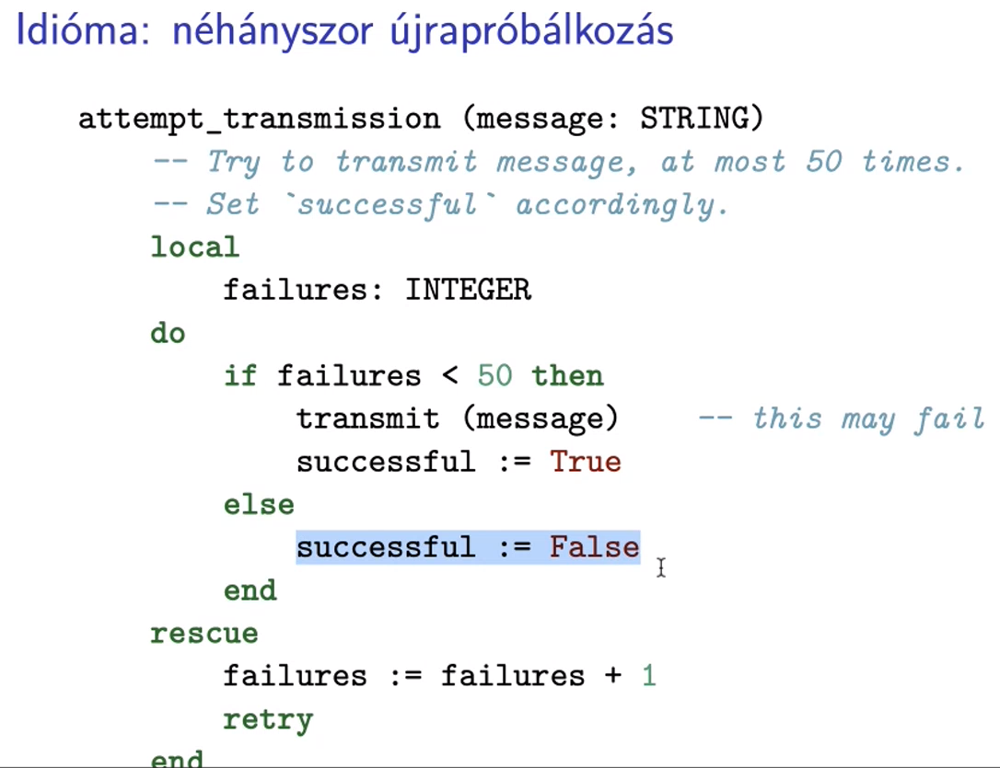 Idióma: néhányszor újrapróbálkozás
attempt_transmission (message: STRING)
-- Try to transmit message, at most 50 times.
-- Set `successful` accordingly.
local
failures: INTEGER
do
if failures < 50 then
transmit (message) -- this may fail
successful := True
else
successful := False
end
rescue
failures := failures + 1
retry
end